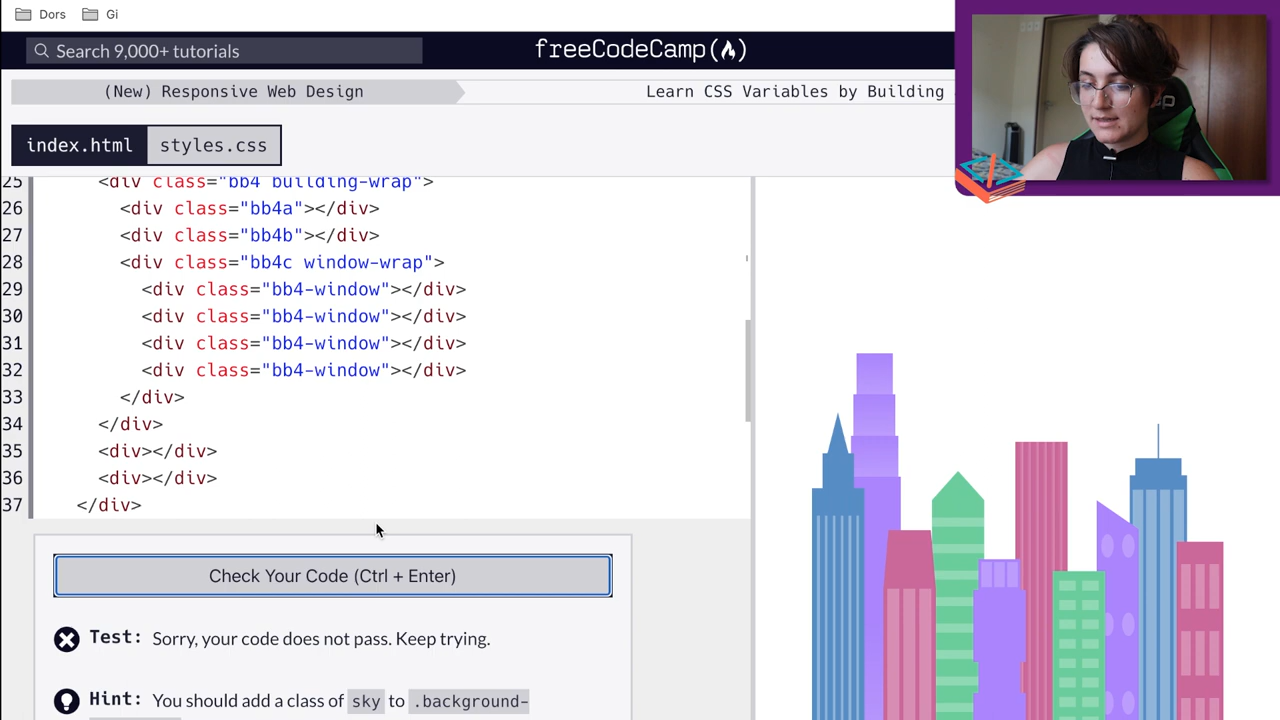 Dors Gi
Search 9,000+ tutorials
freeCodeCamp
(New) Responsive Web Design
Learn CSS Variables by Building
index.html styles.css
25 <div class="bb4 building-wrap">
26 <div class="bb4a"></div>
27 <div class="bb4b"></div>
28 <div class="bb4c window-wrap">
29 <div class="bb4-window"></div>
30 <div class="bb4-window"></div>
31 <div class="bb4-window"></div>
32 <div class="bb4-window"></div>
33 </div>
34 </div>
35 <div></div>
36 <div></div>
37 </div>
Check Your Code (Ctrl + Enter)
Test: Sorry, your code does not pass. Keep trying.
Hint: You should add a class of sky to .background-